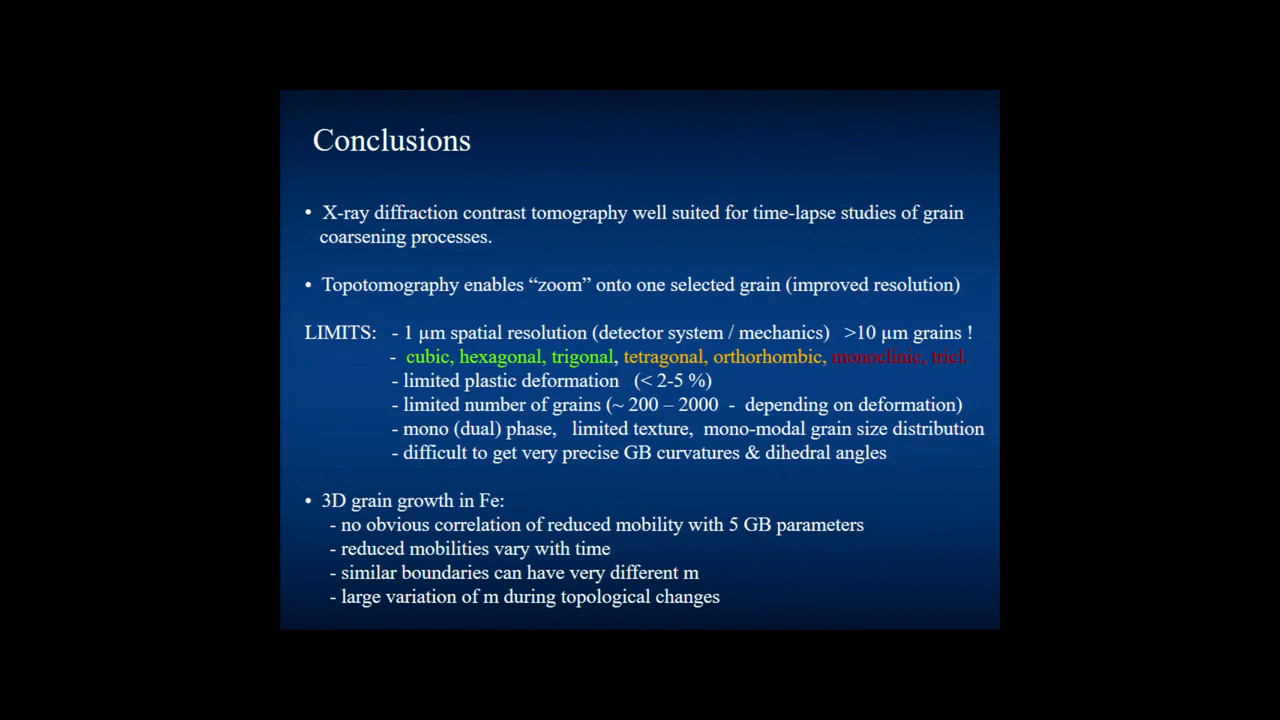 Conclusions
• X-ray diffraction contrast tomography well suited for time-lapse studies of grain
coarsening processes.
• Topotomography enables “zoom” onto one selected grain (improved resolution)
LIMITS: - 1 µm spatial resolution (detector system / mechanics) >10 µm grains !
- cubic, hexagonal, trigonal, tetragonal, orthorhombic, monoclinic, tricl.
- limited plastic deformation (< 2-5 %)
- limited number of grains (~ 200 – 2000 - depending on deformation)
- mono (dual) phase, limited texture, mono-modal grain size distribution
- difficult to get very precise GB curvatures & dihedral angles
• 3D grain growth in Fe:
- no obvious correlation of reduced mobility with 5 GB parameters
- reduced mobilities vary with time
- similar boundaries can have very different m
- large variation of m during topological changes